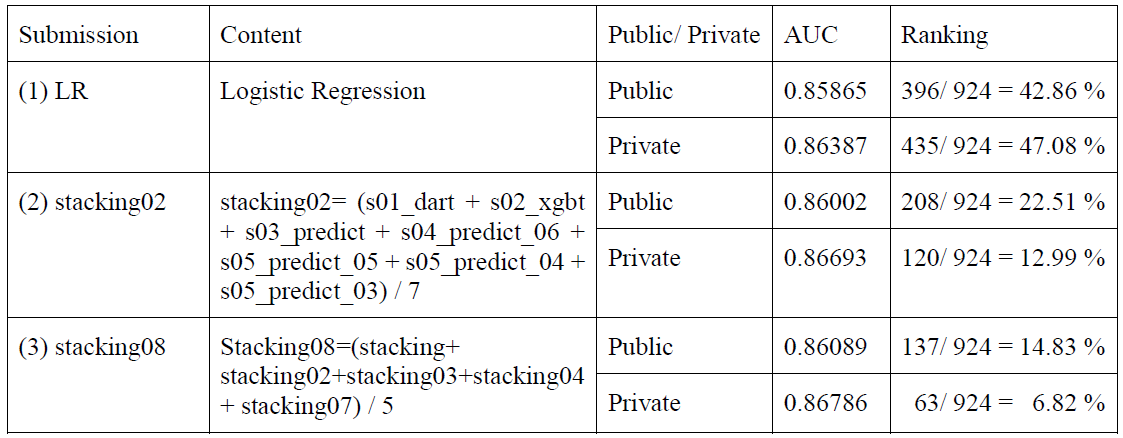 Submission Content Public/ Private AUC Ranking
(1) LR Logistic Regression Public 0.85865 396/ 924 = 42.86 %
Private 0.86387 435/ 924 = 47.08 %
(2) stacking02 stacking02= (s01_dart + s02_xgbt Public 0.86002 208/ 924 = 22.51 %
+ s03_predict + s04_predict_06 +
s05_predict_05 + s05_predict_04 + Private 0.86693 120/ 924 = 12.99 %
s05_predict_03) / 7
(3) stacking08 Stacking08=(stacking+ Public 0.86089 137/ 924 = 14.83 %
stacking02+stacking03+stacking04
+ stacking07) / 5 Private 0.86786 63/ 924 = 6.82 %